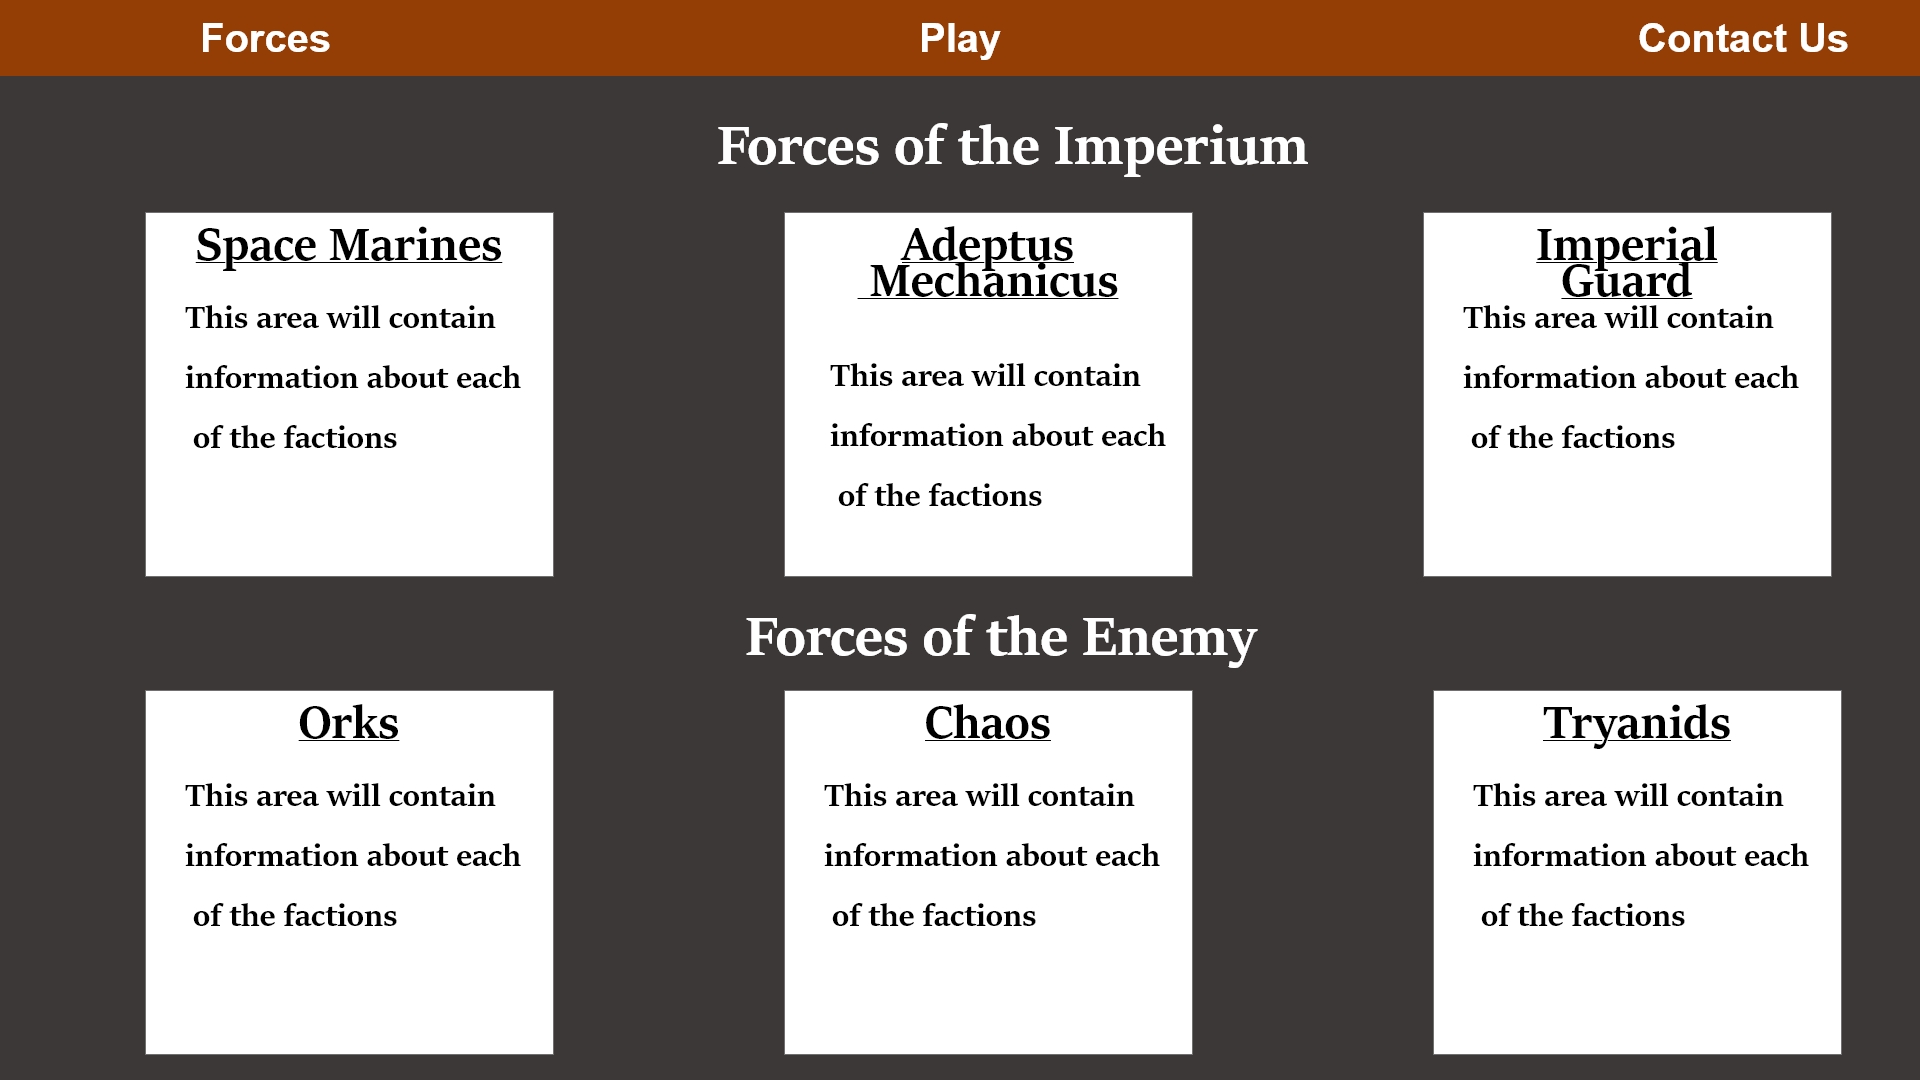 Forces
Play
Contact Us
Forces of the Imperium
Space Marines
This area will contain
information about each
of the factions
Adeptus
Mechanicus
This area will contain
information about each
of the factions
Imperial
Guard
This area will contain
information about each
of the factions
Forces of the Enemy
Orks
This area will contain
information about each
of the factions
Chaos
This area will contain
information about each
of the factions
Tryanids
This area will contain
information about each
of the factions